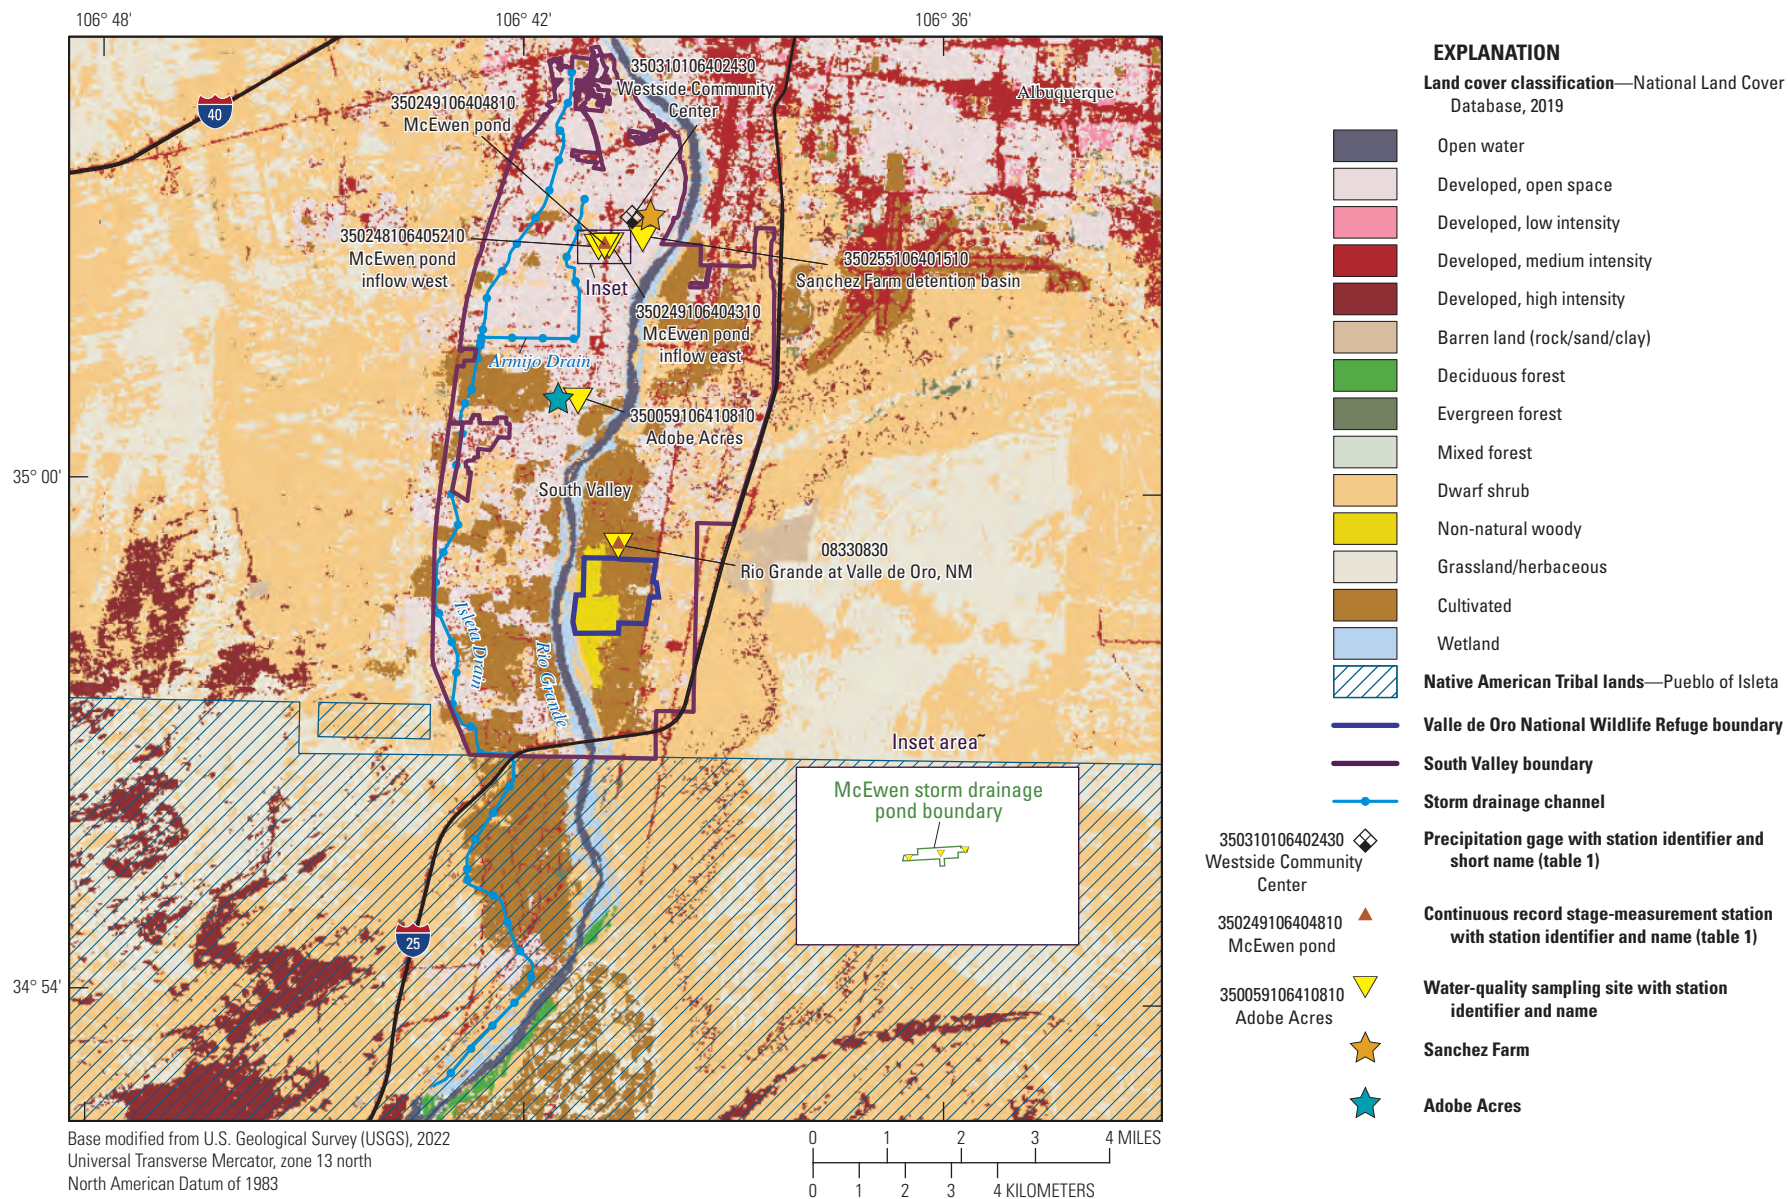 106° 48'
106° 42'
106° 36'
35° 00'
34° 54'
40
350310106402430
Westside Community
Center
Albuquerque
350249106404810
McEwen pond
350248106405210
McEwen pond
inflow west
Inset
350255106401510
Sanchez Farm detention basin
350249106404310
McEwen pond
inflow east
Armijo Drain
350059106410810
Adobe Acres
South Valley
08330830
Rio Grande at Valle de Oro, NM
Isleta Drain
Rio Grande
Inset area~
McEwen storm drainage
pond boundary
25
Base modified from U.S. Geological Survey (USGS), 2022
Universal Transverse Mercator, zone 13 north
North American Datum of 1983
0 1 2 3 4 MILES
0 1 2 3 4 KILOMETERS
EXPLANATION
Land cover classification—National Land Cover
Database, 2019
Open water
Developed, open space
Developed, low intensity
Developed, medium intensity
Developed, high intensity
Barren land (rock/sand/clay)
Deciduous forest
Evergreen forest
Mixed forest
Dwarf shrub
Non-natural woody
Grassland/herbaceous
Cultivated
Wetland
Native American Tribal lands—Pueblo of Isleta
Valle de Oro National Wildlife Refuge boundary
South Valley boundary
Storm drainage channel
350310106402430
Westside Community
Center
Precipitation gage with station identifier and
short name (table 1)
350249106404810
McEwen pond
Continuous record stage-measurement station
with station identifier and name (table 1)
350059106410810
Adobe Acres
Water-quality sampling site with station
identifier and name
Sanchez Farm
Adobe Acres